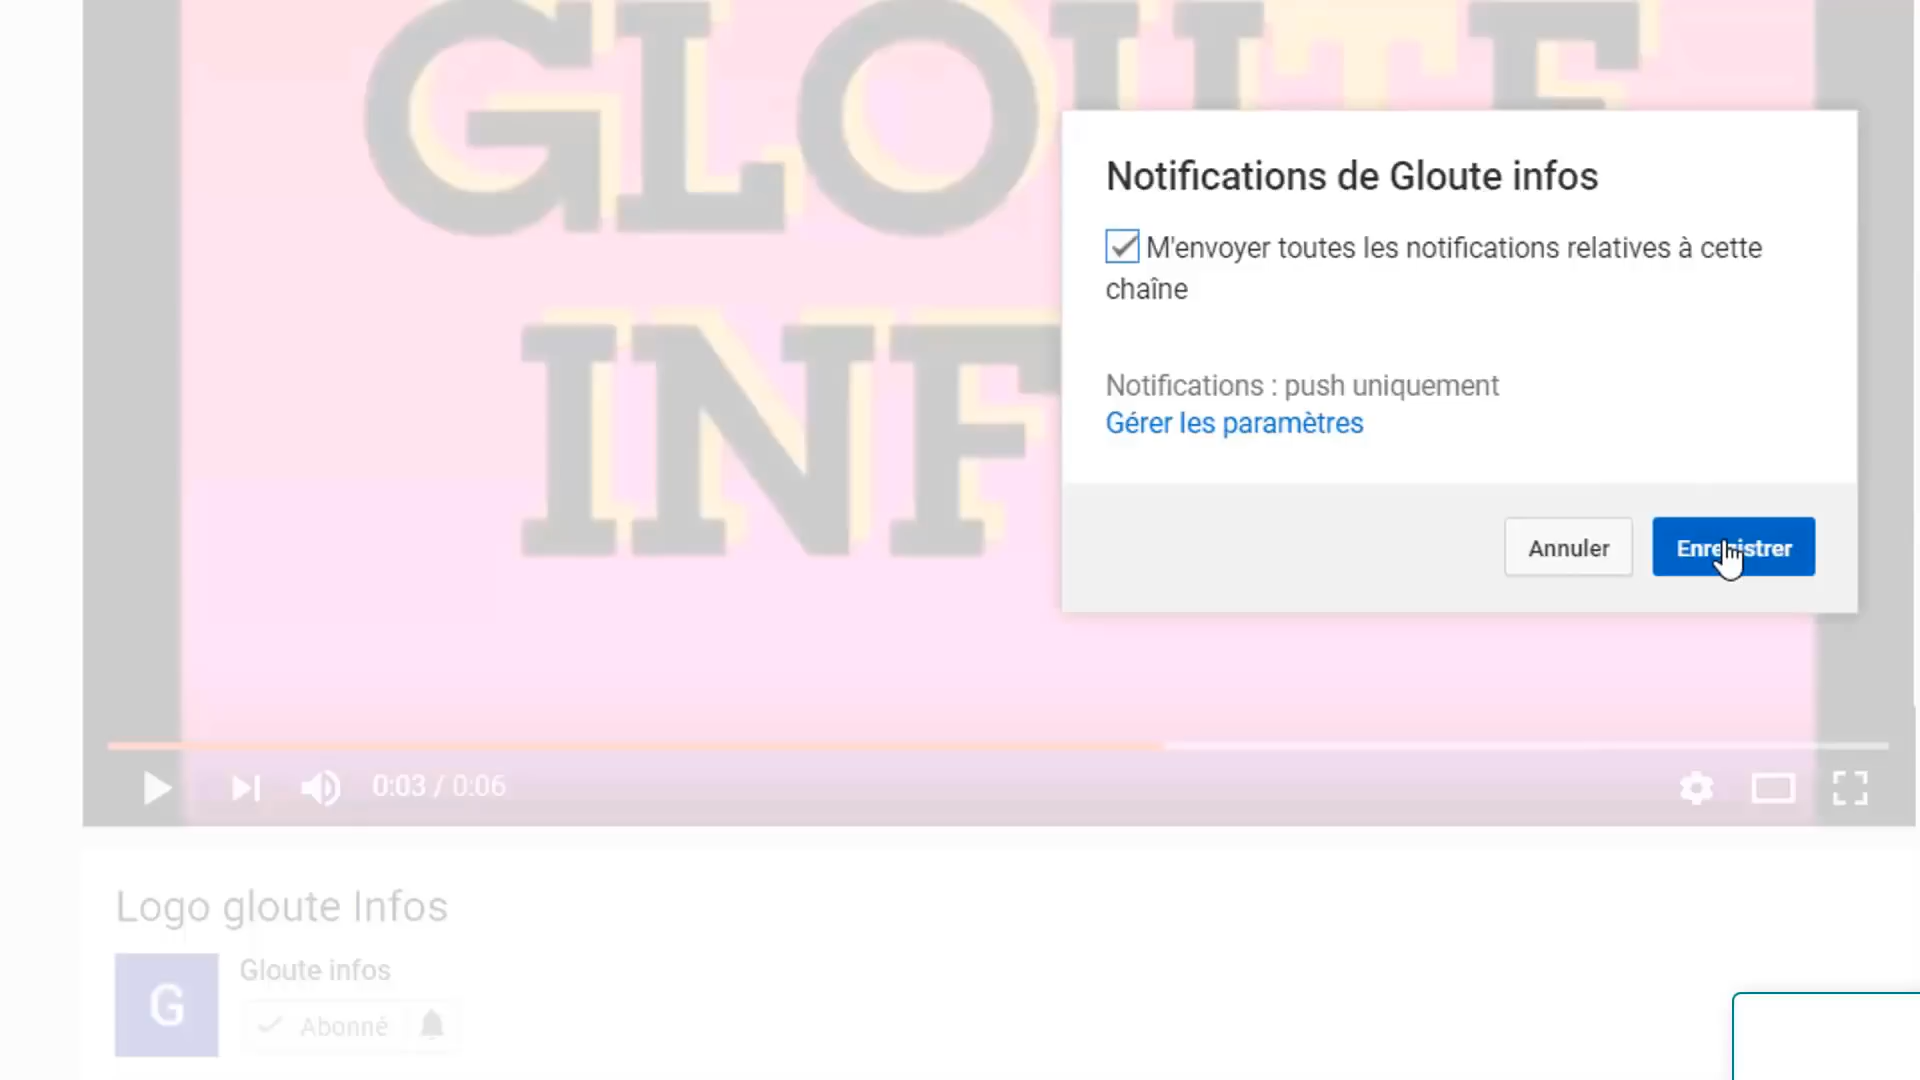 GLOUTE
INF
Notifications de Gloute infos
M'envoyer toutes les notifications relatives à cette
chaîne
Notifications : push uniquement
Gérer les paramètres
Annuler
Enregistrer
0:03 / 0:06
Logo gloute Infos
G
Gloute infos
Abonné